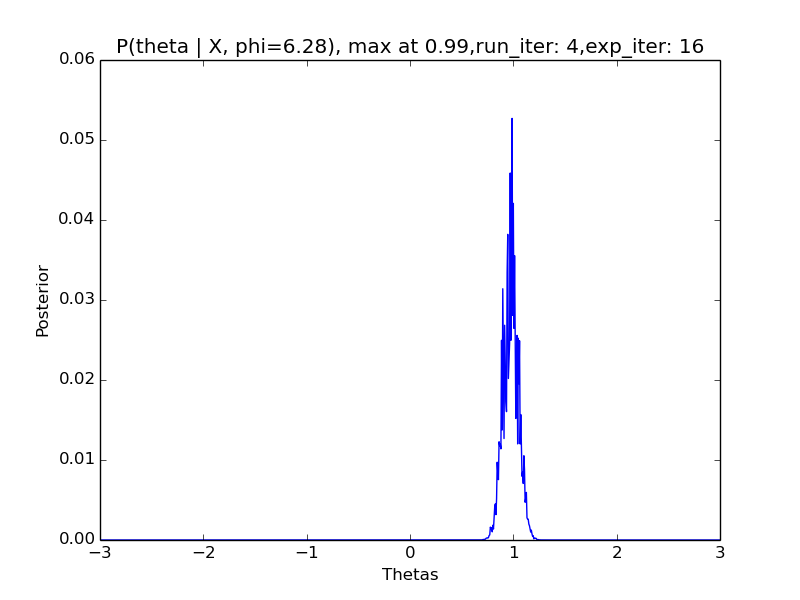 P(theta | X, phi=6.28), max at 0.99,run_iter: 4,exp_iter: 16
0.06
0.05
0.04
0.03
0.02
0.01
0.00
Posterior
−3 −2 −1 0 1 2 3
Thetas